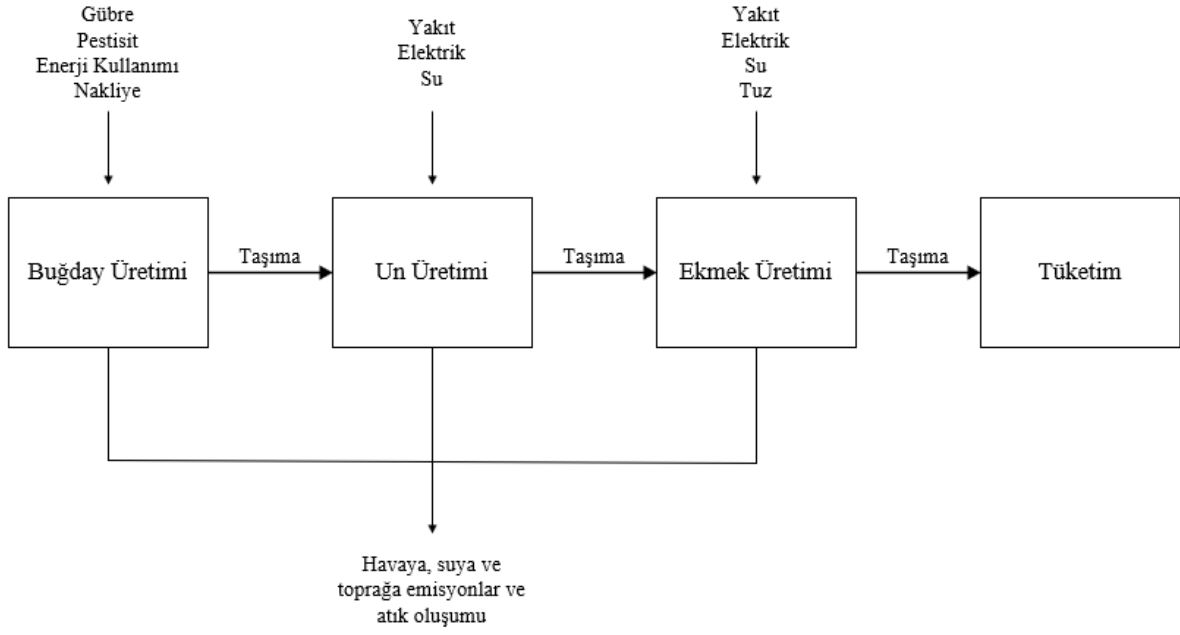 Gübre
Pestisit
Enerji Kullanımı
Nakliye
Yakıt
Elektrik
Su
Yakıt
Elektrik
Su
Tuz
Buğday Üretimi
Taşıma
Un Üretimi
Taşıma
Ekmek Üretimi
Taşıma
Tüketim
Havaya, suya ve
toprağa emisyonlar ve
atık oluşumu